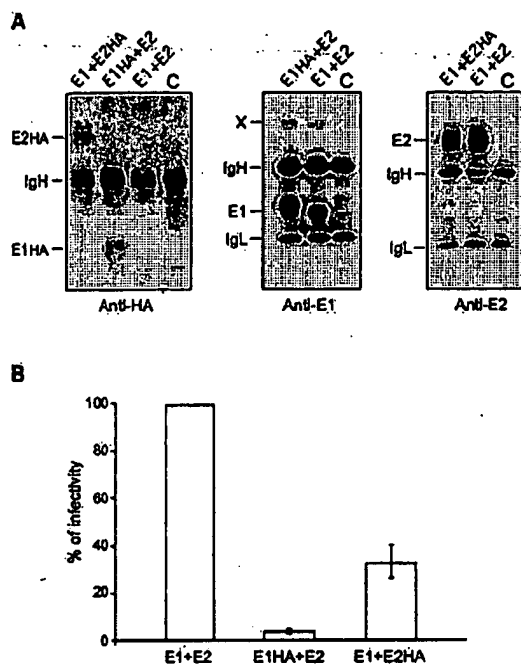 A
E1+E2HA E1HA+E2 E1+E2 C
E2HA
IgH
E1HA
Anti-HA
E1HA+E2 E1+E2 C
X
IgH
E1
IgL
Anti-E1
E1+E2HA E1+E2 C
E2
IgH
IgL
Anti-E2
B
% of infectivity
100
80
60
40
20
0
E1+E2 E1HA+E2 E1+E2HA